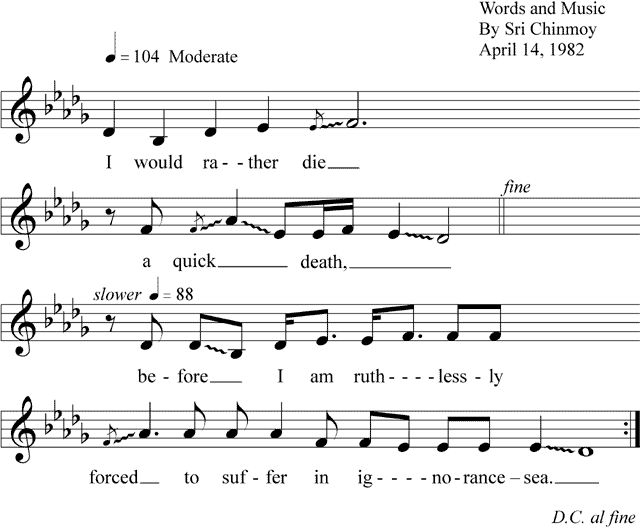 Words and Music
By Sri Chinmoy
April 14, 1982
= 104 Moderate
I would ra - - ther die
fine
a quick death,
slower = 88
be - fore I am ruth - - - - less - ly
forced to suf - fer in ig - - - - no - rance – sea.
D.C. al fine